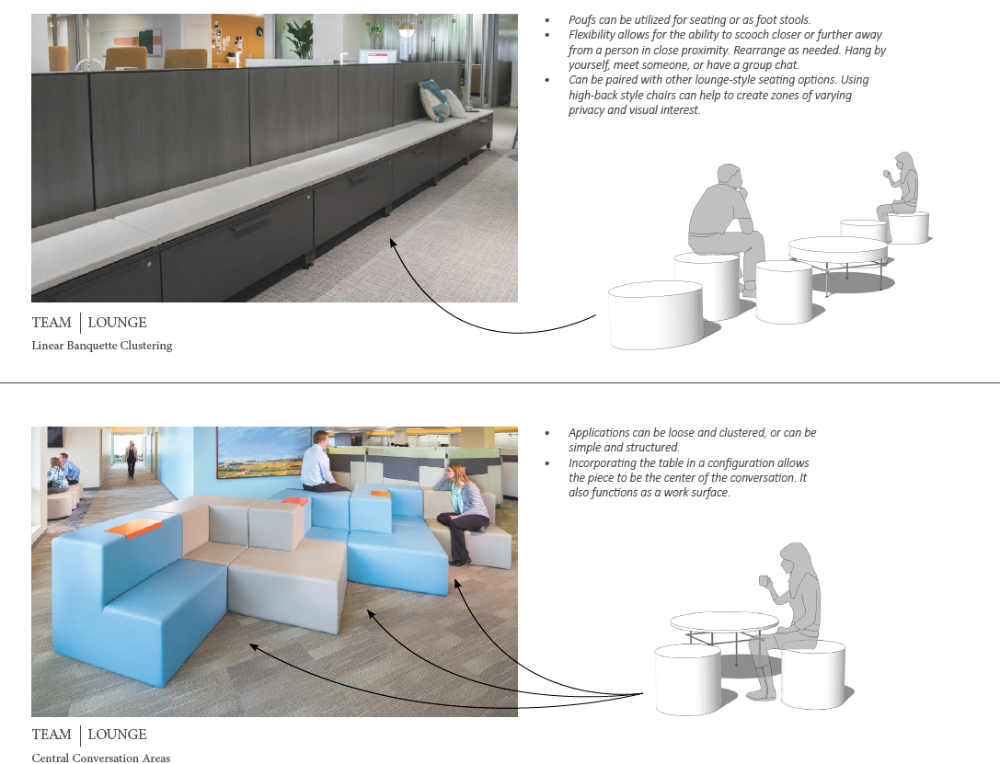 • Poufs can be utilized for seating or as foot stools.
• Flexibility allows for the ability to scooch closer or further away
from a person in close proximity. Rearrange as needed. Hang by
yourself, meet someone, or have a group chat.
• Can be paired with other lounge-style seating options. Using
high-back style chairs can help to create zones of varying
privacy and visual interest.
TEAM | LOUNGE
Linear Banquette Clustering
• Applications can be loose and clustered, or can be
simple and structured.
• Incorporating the table in a configuration allows
the piece to be the center of the conversation. It
also functions as a work surface.
TEAM | LOUNGE
Central Conversation Areas